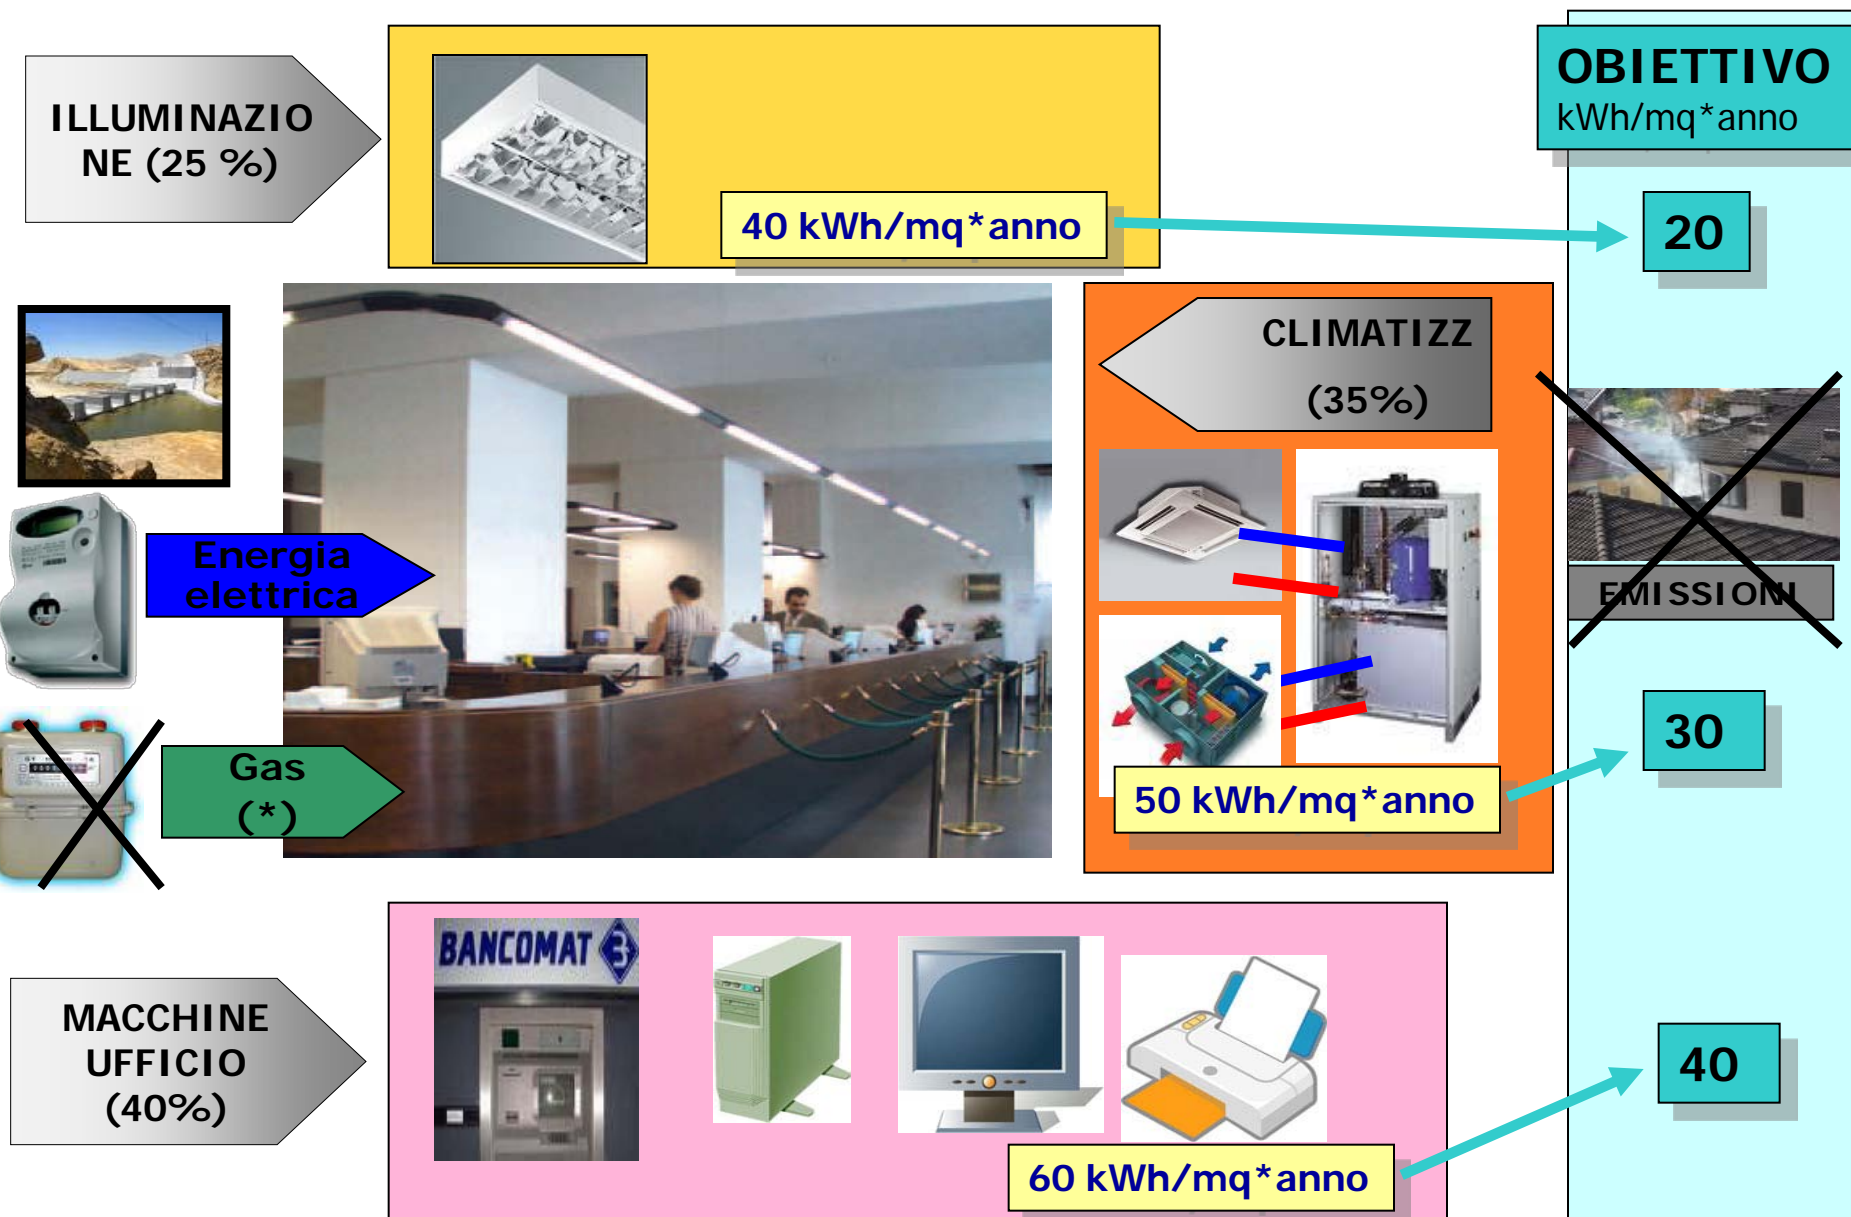 OBIETTIVO
kWh/mq*anno
ILLUMINAZIO
NE (25 %)
40 kWh/mq*anno
20
CLIMATIZZ
(35%)
Energia
elettrica
EMISSIONI
Gas
(*)
30
50 kWh/mq*anno
BANCOMAT
MACCHINE
UFFICIO
(40%)
40
60 kWh/mq*anno